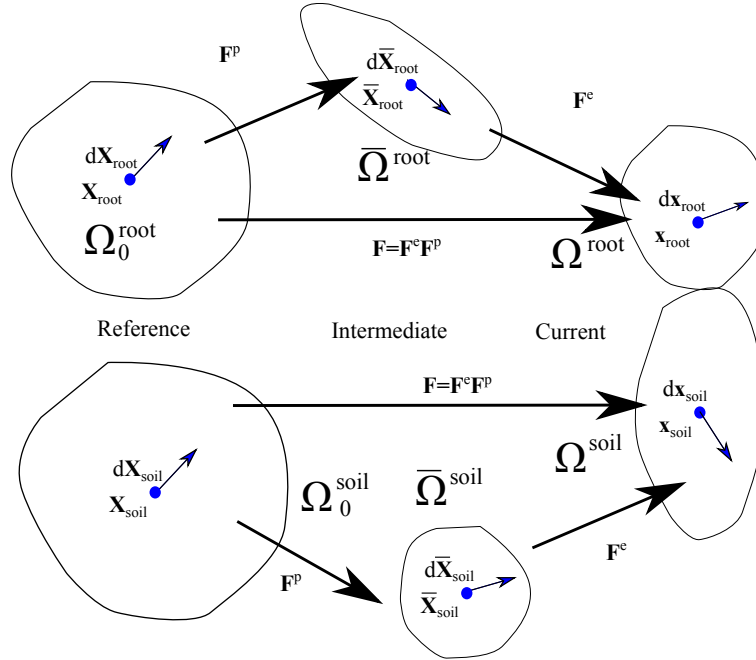 F^p
dX̄_root
X̄_root
F^e
Ω̄^root
dX_root
X_root
Ω_0^root
F=F^eF^p
Ω^root
dx_root
x_root
Reference
Intermediate
Current
F=F^eF^p
dx_soil
x_soil
Ω^soil
dX_soil
X_soil
Ω_0^soil
Ω̄^soil
F^p
F^e
dX̄_soil
X̄_soil